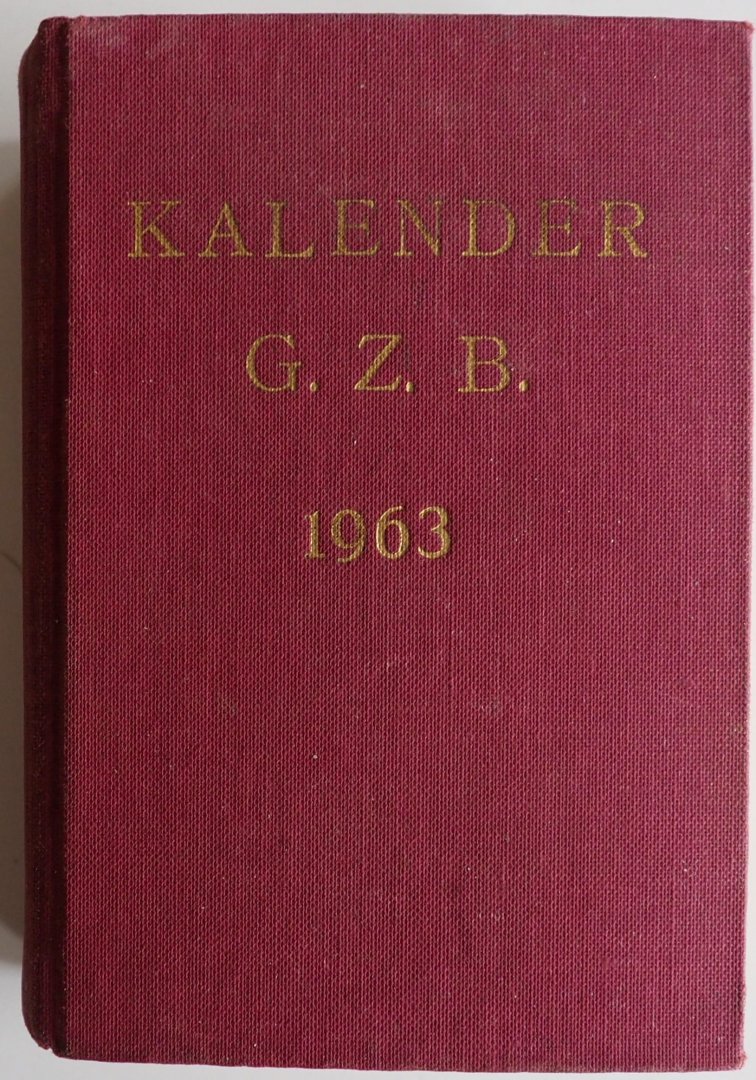 KALENDER
G. Z. B.
1963